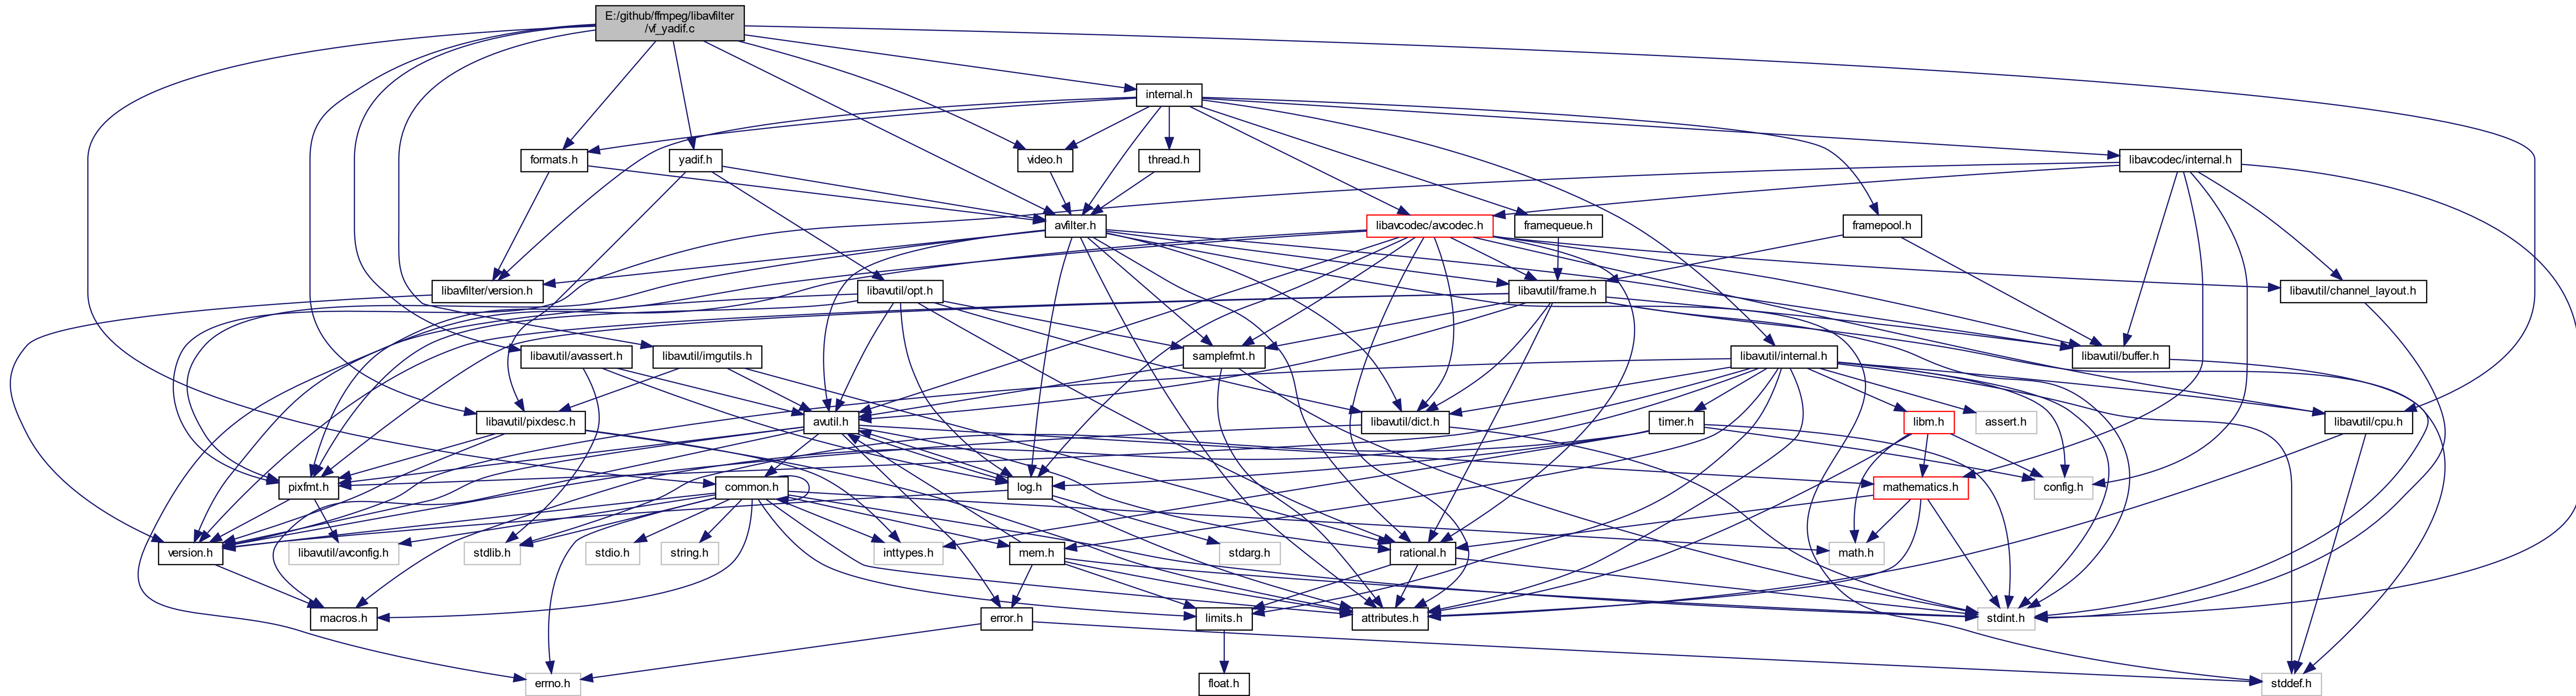 E:/github/ffmpeg/libavfilter
/vf_yadif.c
internal.h
formats.h
yadif.h
video.h
thread.h
libavcodec/internal.h
avfilter.h
libavcodec/avcodec.h
framequeue.h
framepool.h
libavfilter/version.h
libavutil/opt.h
libavutil/frame.h
libavutil/channel_layout.h
libavutil/avassert.h
libavutil/imgutils.h
samplefmt.h
libavutil/internal.h
libavutil/buffer.h
libavutil/pixdesc.h
avutil.h
libavutil/dict.h
timer.h
libm.h
assert.h
libavutil/cpu.h
pixfmt.h
common.h
log.h
mathematics.h
config.h
version.h
libavutil/avconfig.h
stdlib.h
stdio.h
string.h
inttypes.h
mem.h
stdarg.h
rational.h
math.h
macros.h
error.h
limits.h
attributes.h
stdint.h
errno.h
float.h
stddef.h